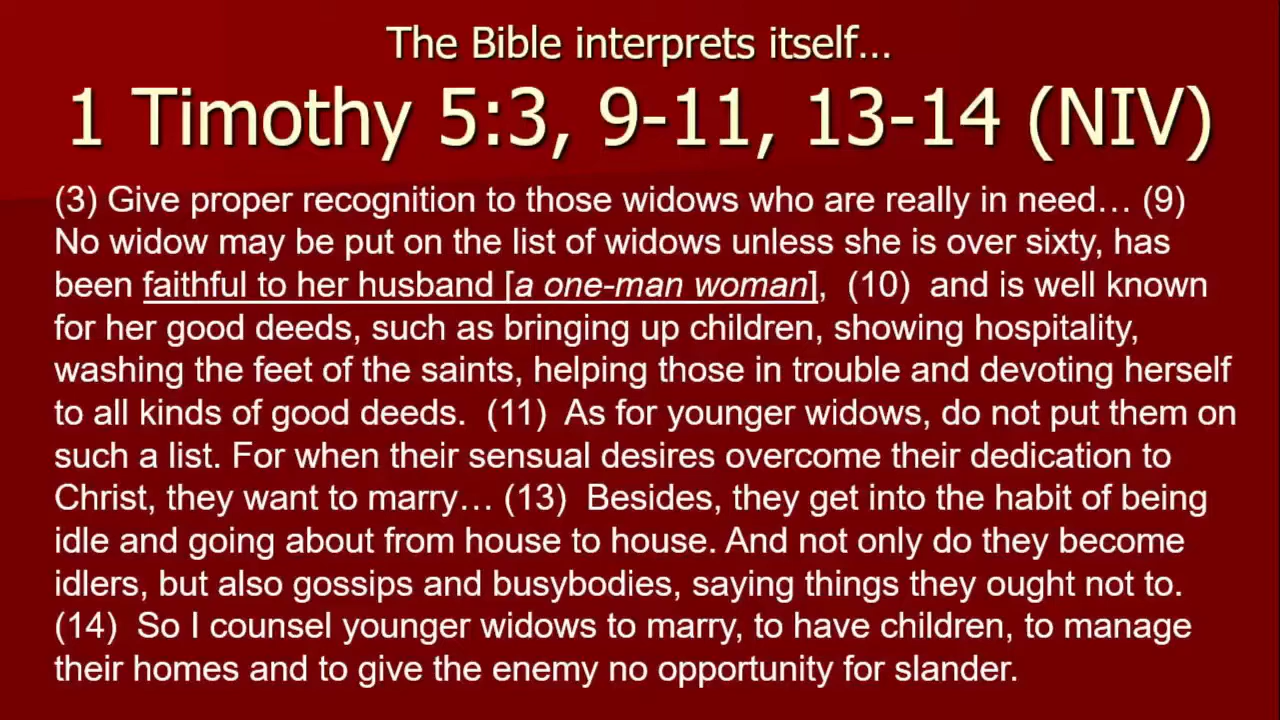 The Bible interprets itself…
1 Timothy 5:3, 9-11, 13-14 (NIV)
(3) Give proper recognition to those widows who are really in need… (9)
No widow may be put on the list of widows unless she is over sixty, has
been faithful to her husband [a one-man woman],  (10)  and is well known
for her good deeds, such as bringing up children, showing hospitality,
washing the feet of the saints, helping those in trouble and devoting herself
to all kinds of good deeds.  (11)  As for younger widows, do not put them on
such a list. For when their sensual desires overcome their dedication to
Christ, they want to marry… (13)  Besides, they get into the habit of being
idle and going about from house to house. And not only do they become
idlers, but also gossips and busybodies, saying things they ought not to.
(14)  So I counsel younger widows to marry, to have children, to manage
their homes and to give the enemy no opportunity for slander.